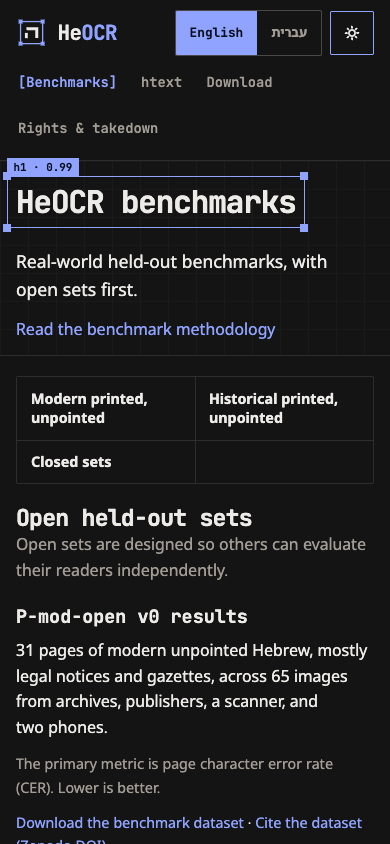 HeOCR
English
עברית
[Benchmarks] htext Download
Rights & takedown
h1 · 0.99
HeOCR benchmarks
Real-world held-out benchmarks, with
open sets first.
Read the benchmark methodology
Modern printed,
unpointed
Historical printed,
unpointed
Closed sets
Open held-out sets
Open sets are designed so others can evaluate
their readers independently.
P-mod-open v0 results
31 pages of modern unpointed Hebrew, mostly
legal notices and gazettes, across 65 images
from archives, publishers, a scanner, and
two phones.
The primary metric is page character error rate
(CER). Lower is better.
Download the benchmark dataset · Cite the dataset
(Zenodo DOI)